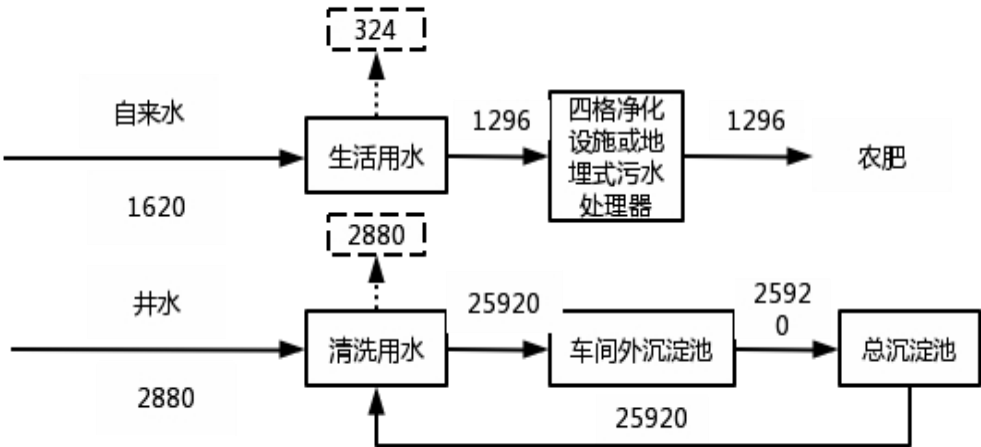 324
自来水
1296
四格净化
设施或地
埋式污水
处理器
1296
生活用水
农肥
1620
2880
井水
25920
2592
0
清洗用水
车间外沉淀池
总沉淀池
2880
25920